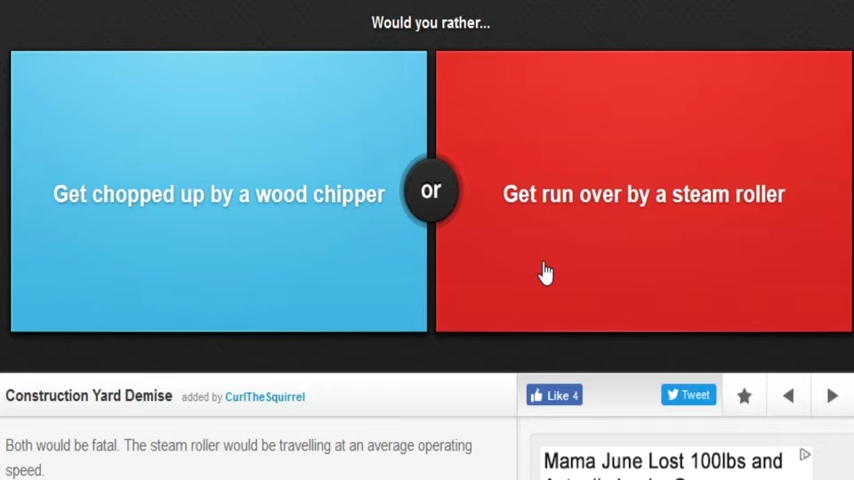 Would you rather...
Get chopped up by a wood chipper
or
Get run over by a steam roller
Construction Yard Demise added by CurlTheSquirrel
Like 4
Tweet
Both would be fatal. The steam roller would be travelling at an average operating
speed.
Mama June Lost 100lbs and